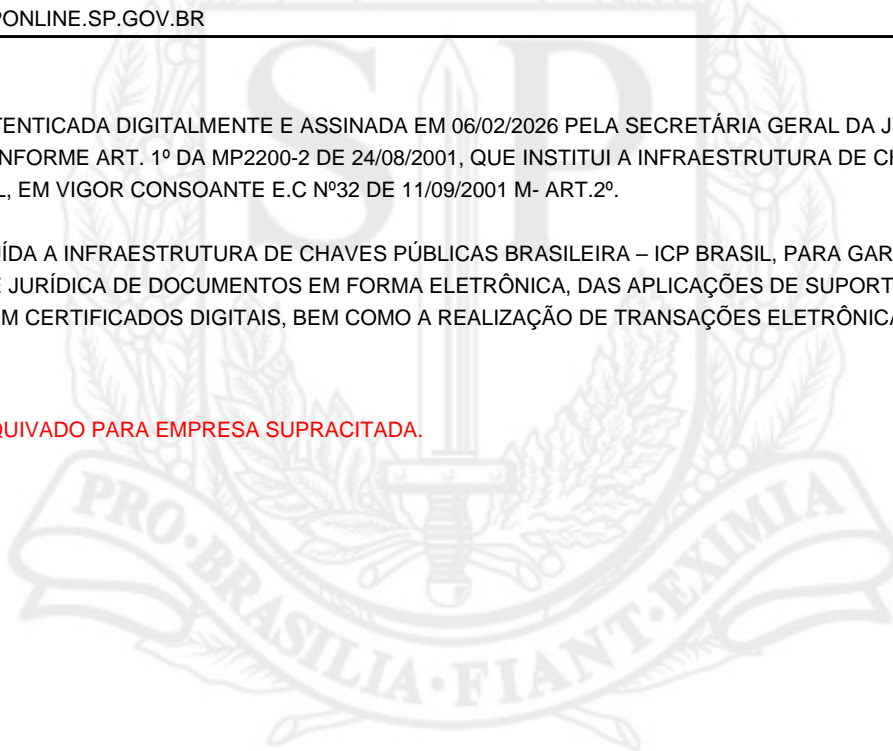 PONLINE.SP.GOV.BR
TENTICADA DIGITALMENTE E ASSINADA EM 06/02/2026 PELA SECRETÁRIA GERAL DA J
NFORME ART. 1º DA MP2200-2 DE 24/08/2001, QUE INSTITUI A INFRAESTRUTURA DE CH
L, EM VIGOR CONSOANTE E.C Nº32 DE 11/09/2001 M- ART.2º.
UÍDA A INFRAESTRUTURA DE CHAVES PÚBLICAS BRASILEIRA – ICP BRASIL, PARA GAR
E JURÍDICA DE DOCUMENTOS EM FORMA ELETRÔNICA, DAS APLICAÇÕES DE SUPORT
EM CERTIFICADOS DIGITAIS, BEM COMO A REALIZAÇÃO DE TRANSAÇÕES ELETRÔNICA
QUIVADO PARA EMPRESA SUPRACITADA.
SP
PRO·BRASILIA·FIANT·EXIMIA